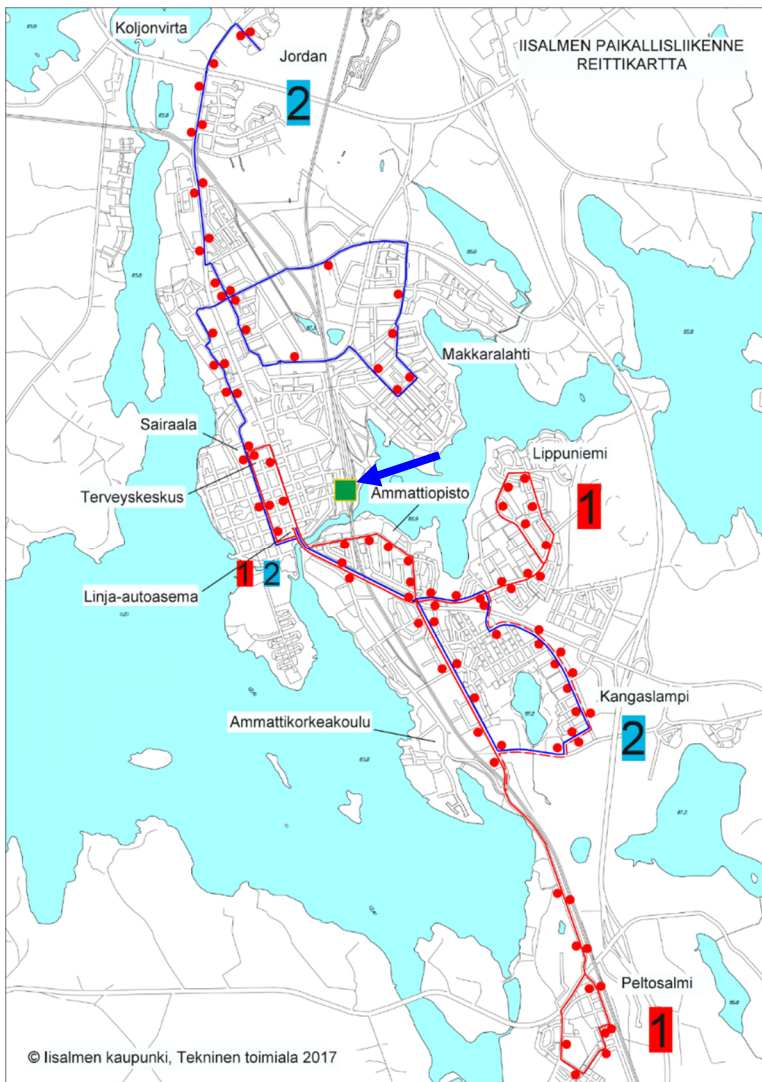 Koljonvirta
Jordan
2
IISALMEN PAIKALLISLIIKENNE
REITTIKARTTA
Makkaralahti
Sairaala
Terveyskeskus
Lippuniemi
1
Ammattiopisto
Linja-autoasema
1 2
Kangaslampi
2
Ammattikorkeakoulu
Peltosalmi
1
© Iisalmen kaupunki, Tekninen toimiala 2017